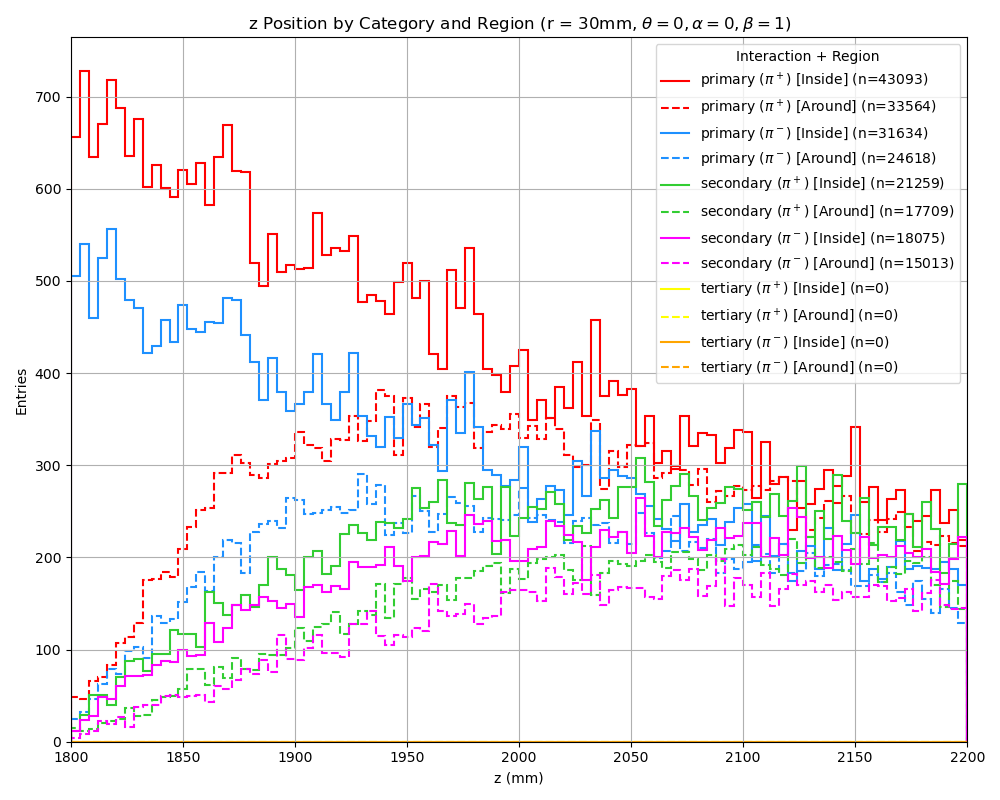 z Position by Category and Region (r = 30mm, θ = 0, α = 0, β = 1)
Interaction + Region
primary (π⁺) [Inside] (n=43093)
primary (π⁺) [Around] (n=33564)
primary (π⁻) [Inside] (n=31634)
primary (π⁻) [Around] (n=24618)
secondary (π⁺) [Inside] (n=21259)
secondary (π⁺) [Around] (n=17709)
secondary (π⁻) [Inside] (n=18075)
secondary (π⁻) [Around] (n=15013)
tertiary (π⁺) [Inside] (n=0)
tertiary (π⁺) [Around] (n=0)
tertiary (π⁻) [Inside] (n=0)
tertiary (π⁻) [Around] (n=0)
Entries
700
600
500
400
300
200
100
0
1800 1850 1900 1950 2000 2050 2100 2150 2200
z (mm)